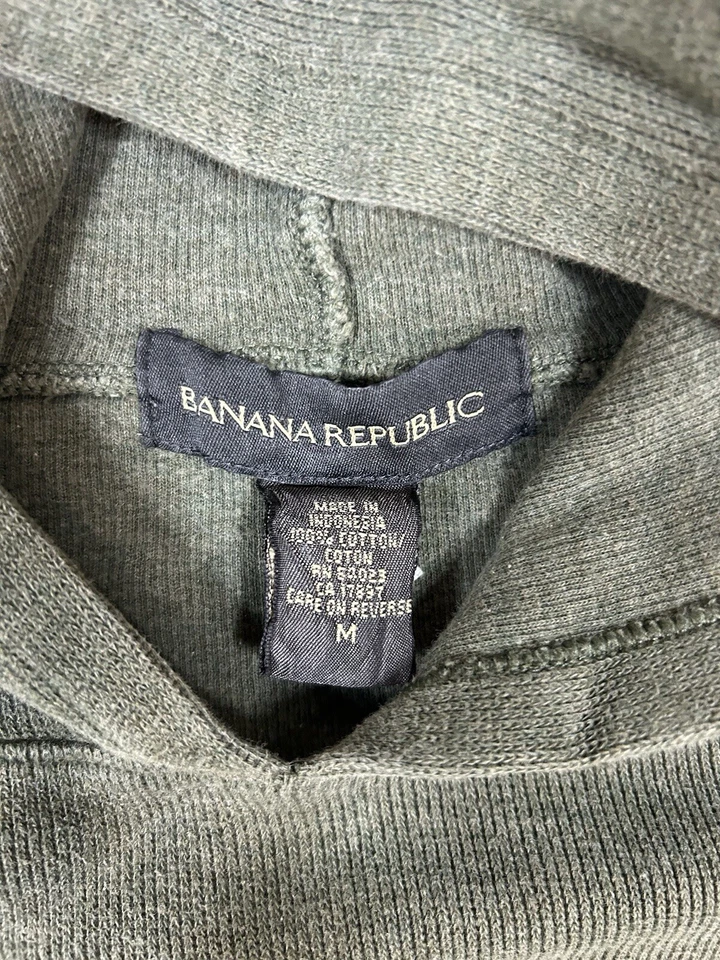 BANANA REPUBLIC
MADE IN
INDONESIA
100% COTTON/
COTON
RN 54023
CA 17897
CARE ON REVERSE
M